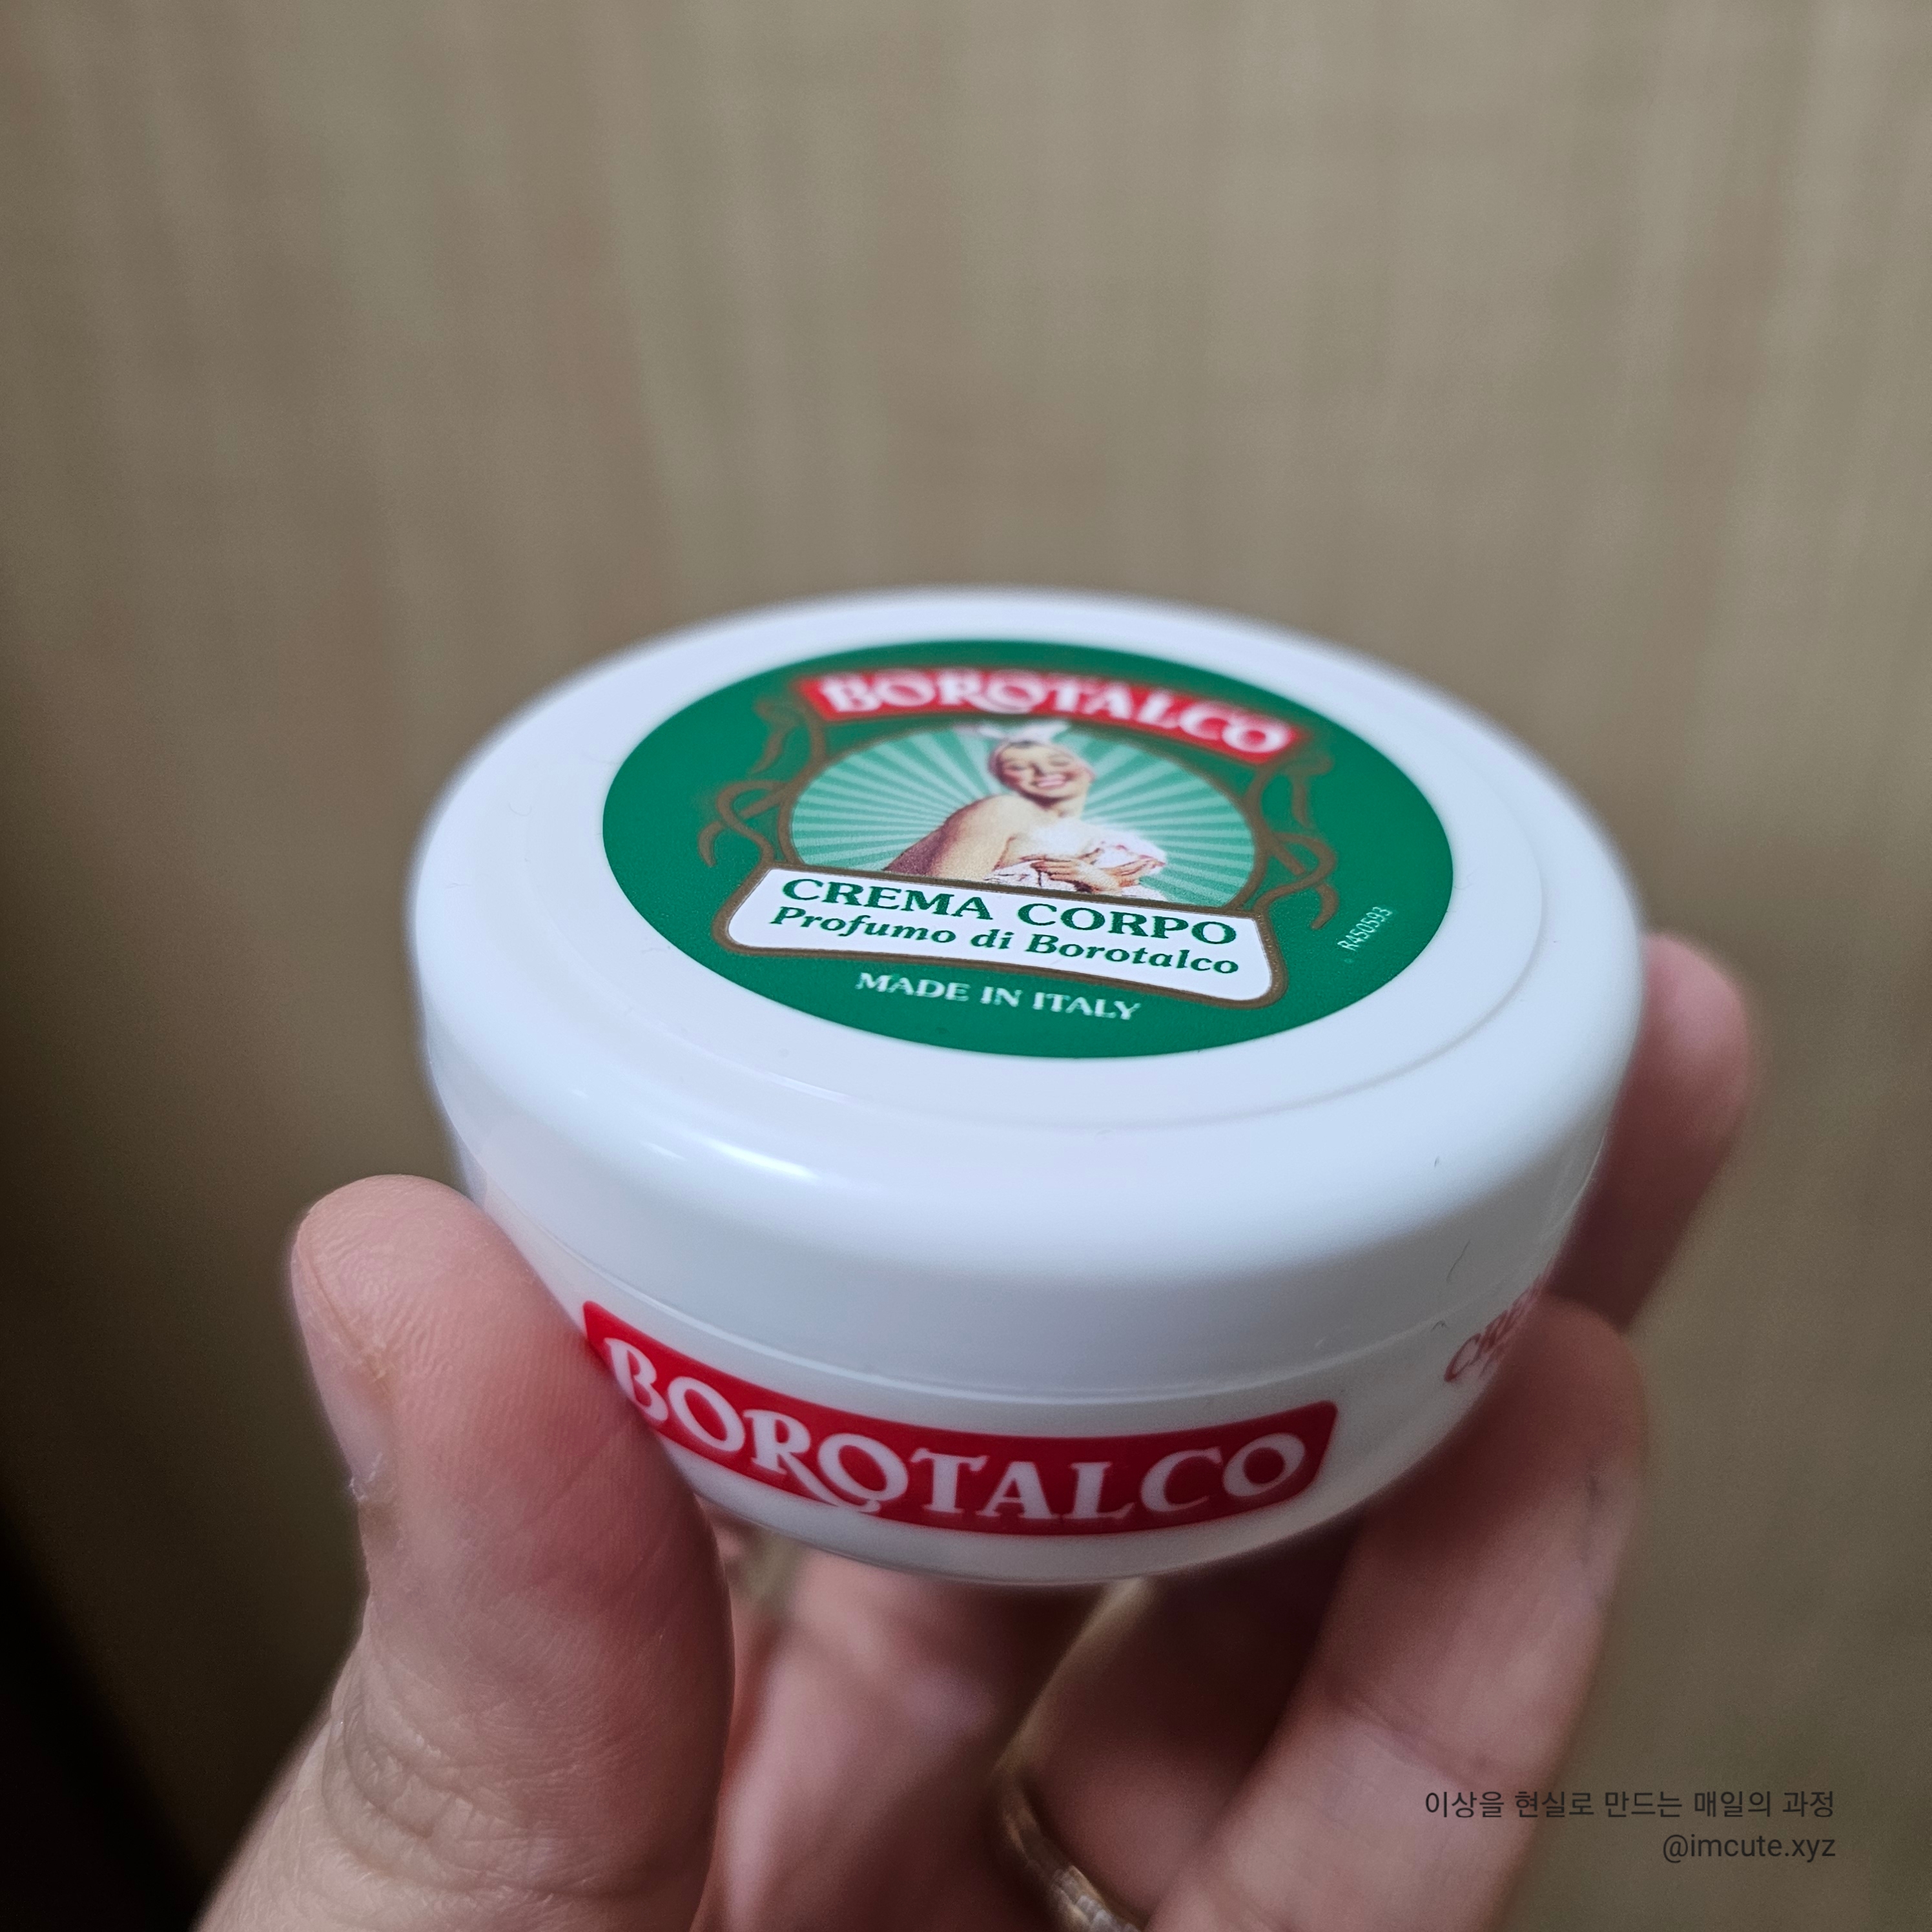 BOROTALCO
CREMA CORPO
Profumo di Borotalco
MADE IN ITALY
R450593
BOROTALCO
이상을 현실로 만드는 매일의 과정
@imcute.xyz